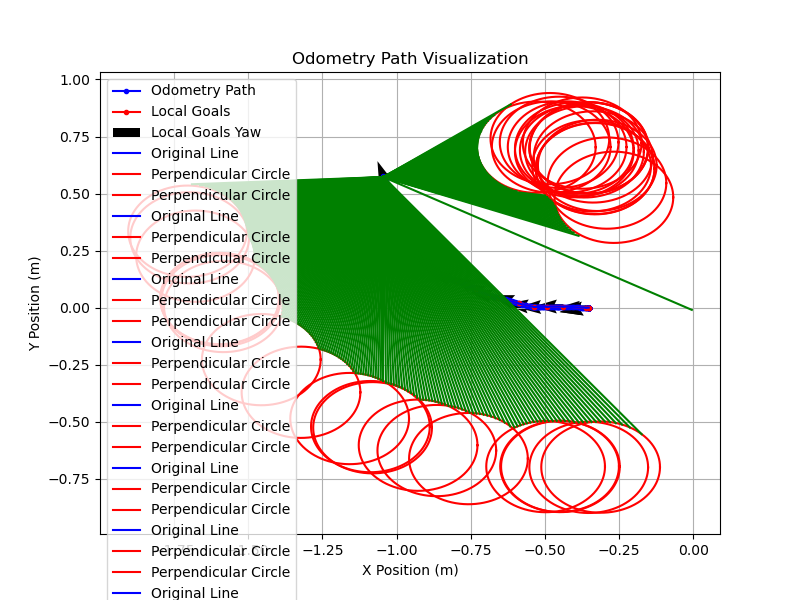 Odometry Path Visualization
1.00
0.75
0.50
0.25
0.00
−0.25
−0.50
−0.75
Y Position (m)
Odometry Path
Local Goals
Local Goals Yaw
Original Line
Perpendicular Circle
Perpendicular Circle
Original Line
Perpendicular Circle
Perpendicular Circle
Original Line
Perpendicular Circle
Perpendicular Circle
Original Line
Perpendicular Circle
Perpendicular Circle
Original Line
Perpendicular Circle
Perpendicular Circle
Original Line
Perpendicular Circle
Perpendicular Circle
Original Line
Perpendicular Circle
Perpendicular Circle
Original Line
−1.25 −1.00 −0.75 −0.50 −0.25 0.00
X Position (m)